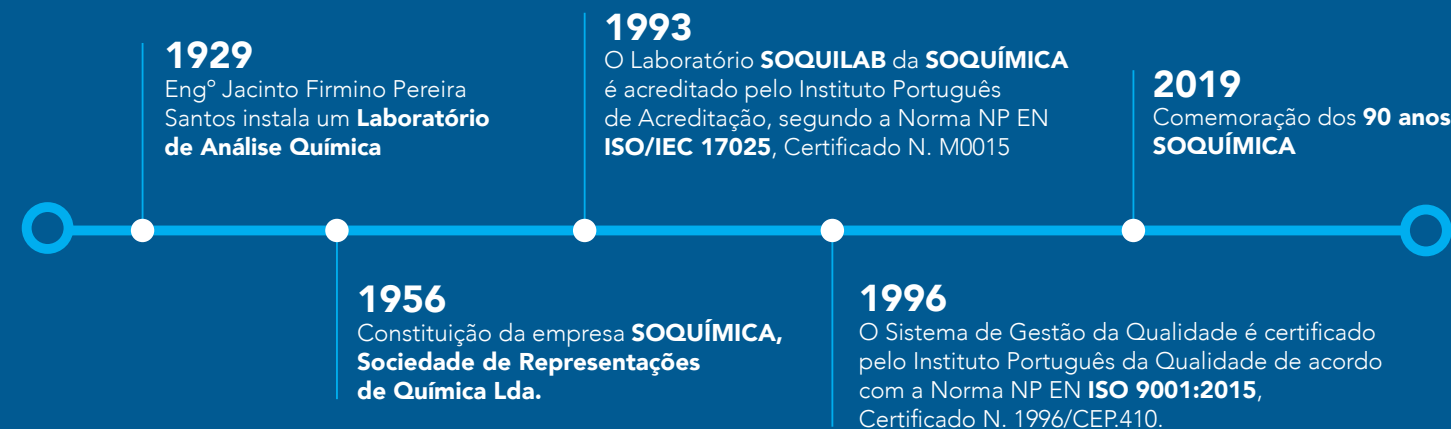 1929
Engº Jacinto Firmino Pereira
Santos instala um Laboratório
de Análise Química
1956
Constituição da empresa SOQUÍMICA,
Sociedade de Representações
de Química Lda.
1993
O Laboratório SOQUILAB da SOQUÍMICA
é acreditado pelo Instituto Português
de Acreditação, segundo a Norma NP EN
ISO/IEC 17025, Certificado N. M0015
1996
O Sistema de Gestão da Qualidade é certificado
pelo Instituto Português da Qualidade de acordo
com a Norma NP EN ISO 9001:2015,
Certificado N. 1996/CEP.410.
2019
Comemoração dos 90 anos
SOQUÍMICA